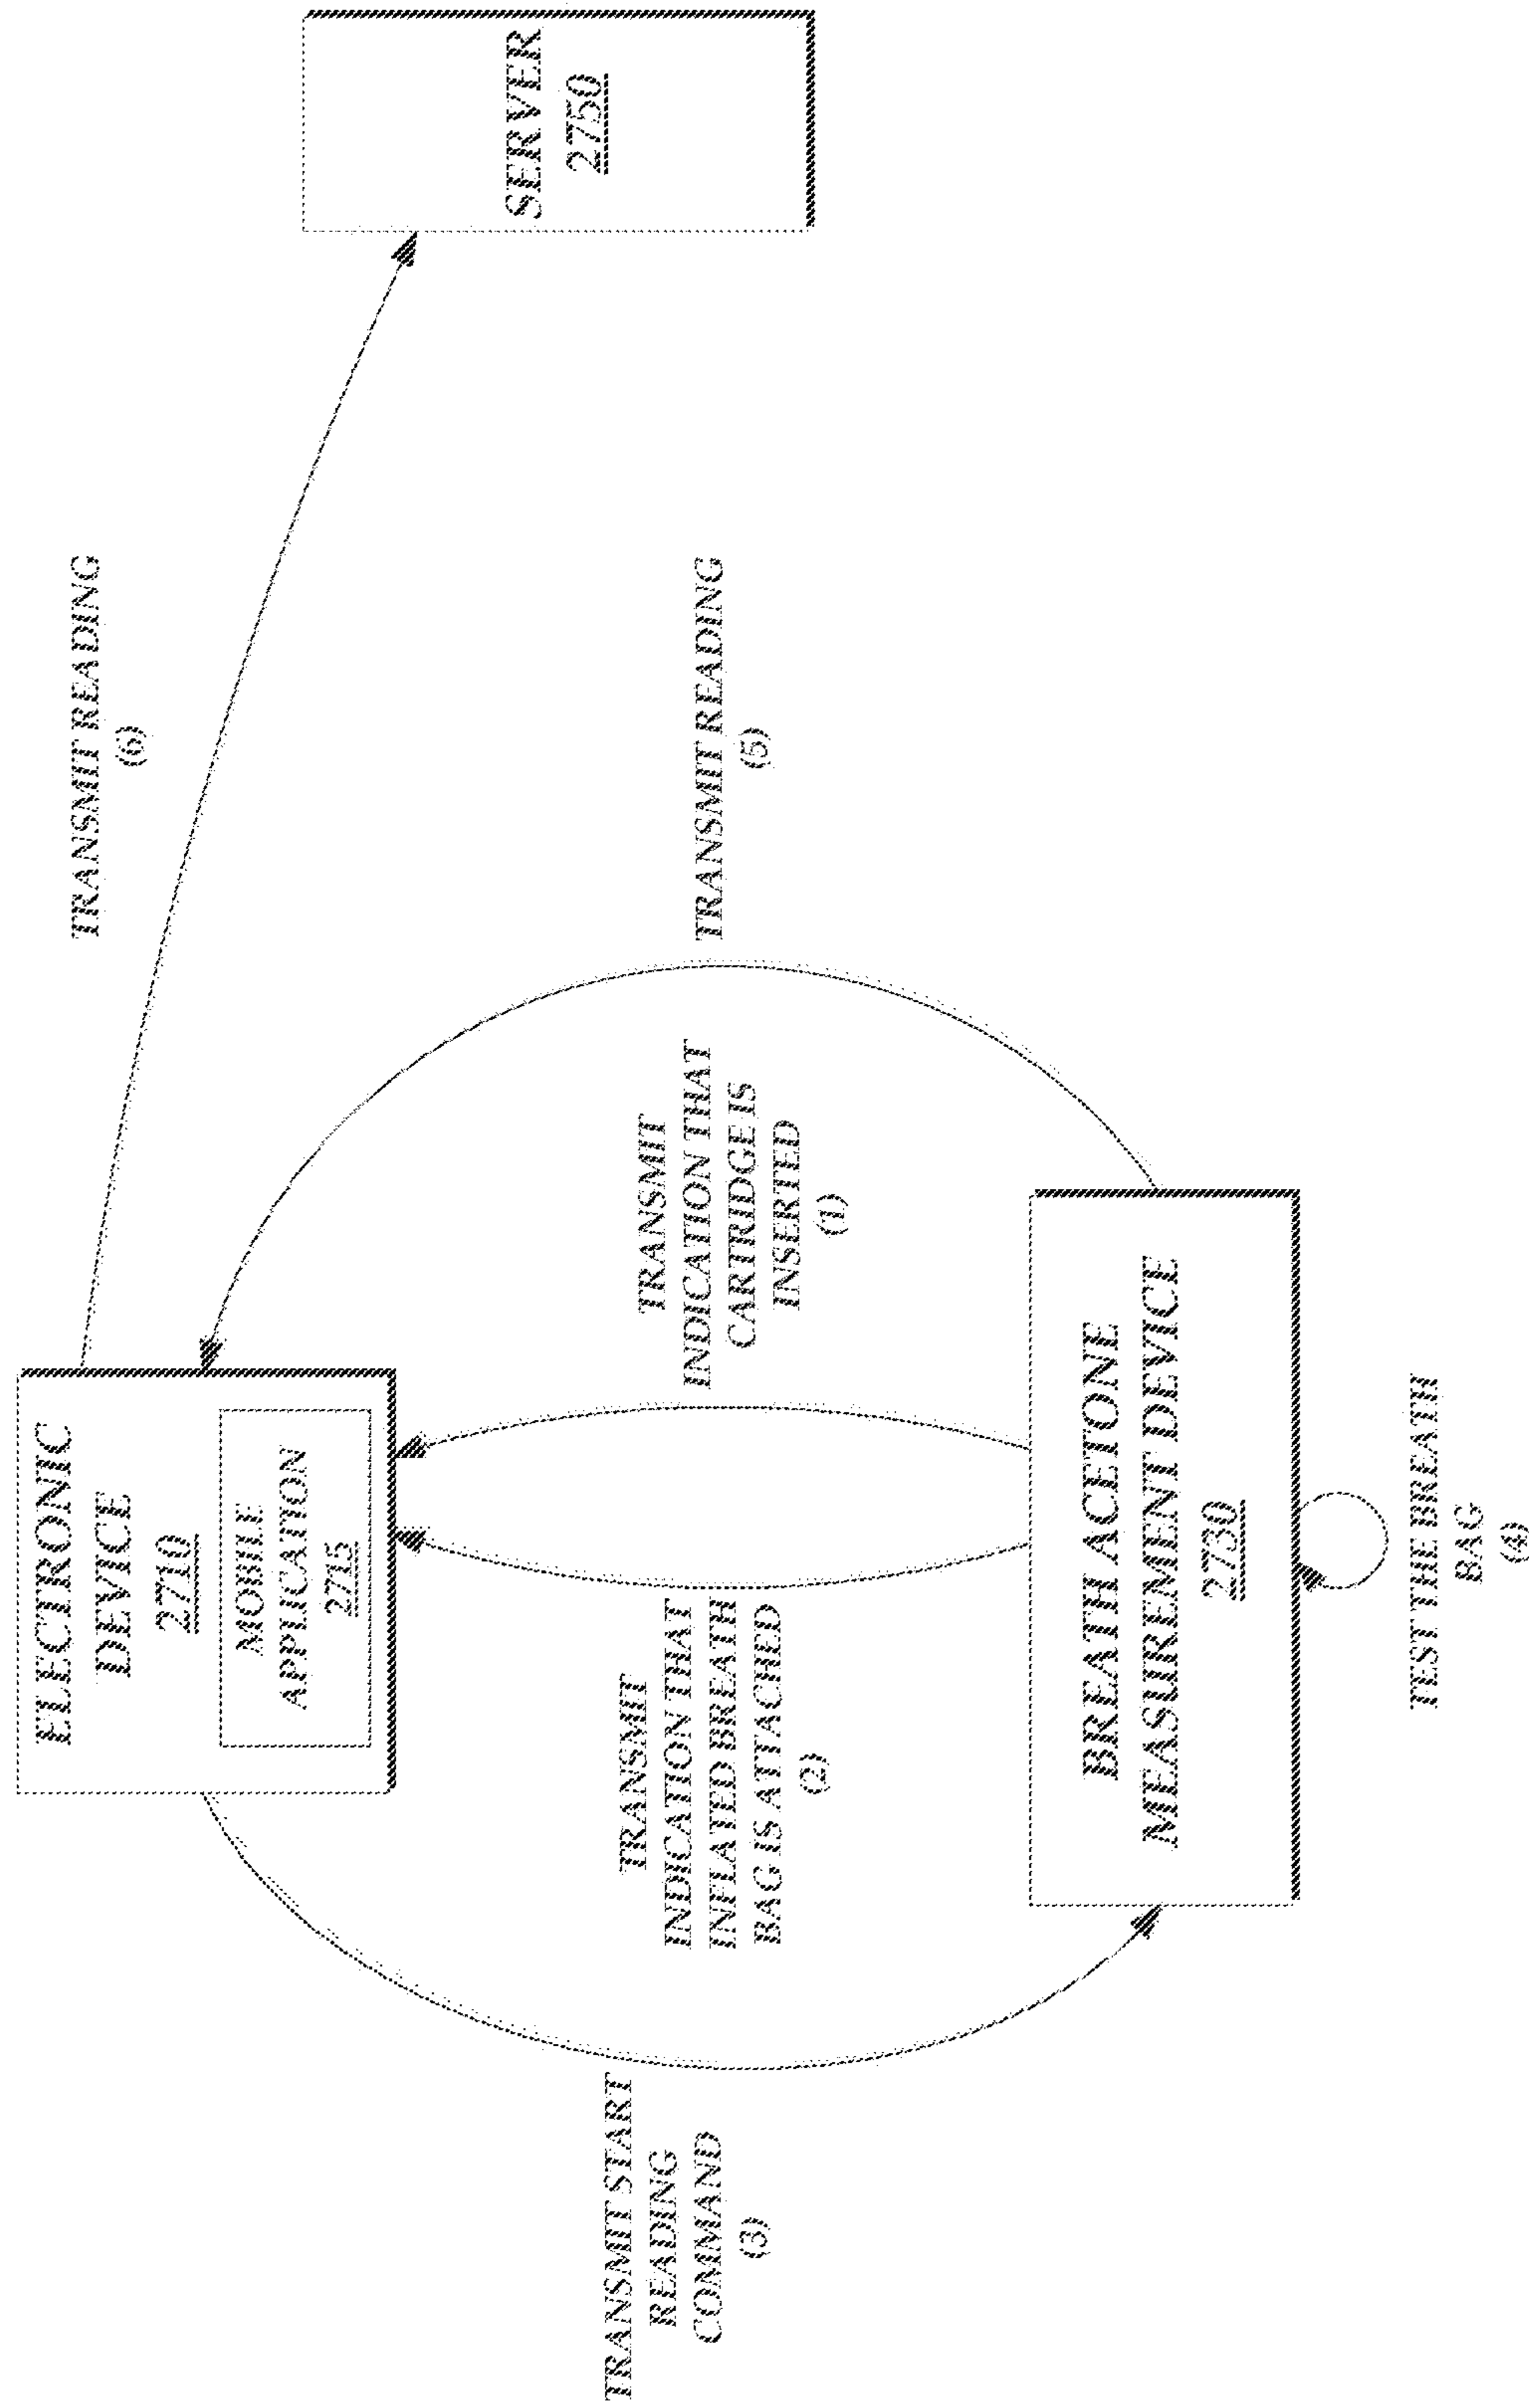 ELECTRONIC
DEVICE
2710
MOBILE
APPLICATION
2715
SERVER
2750
TRANSMIT READING
(6)
TRANSMIT START
READING
COMMAND
(3)
TRANSMIT
INDICATION THAT
INFLATED BREATH
BAG IS ATTACHED
(2)
TRANSMIT
INDICATION THAT
CARTRIDGE IS
INSERTED
(1)
TRANSMIT READING
(5)
BREATH ACETONE
MEASUREMENT DEVICE
2730
TEST THE BREATH
BAG
(4)